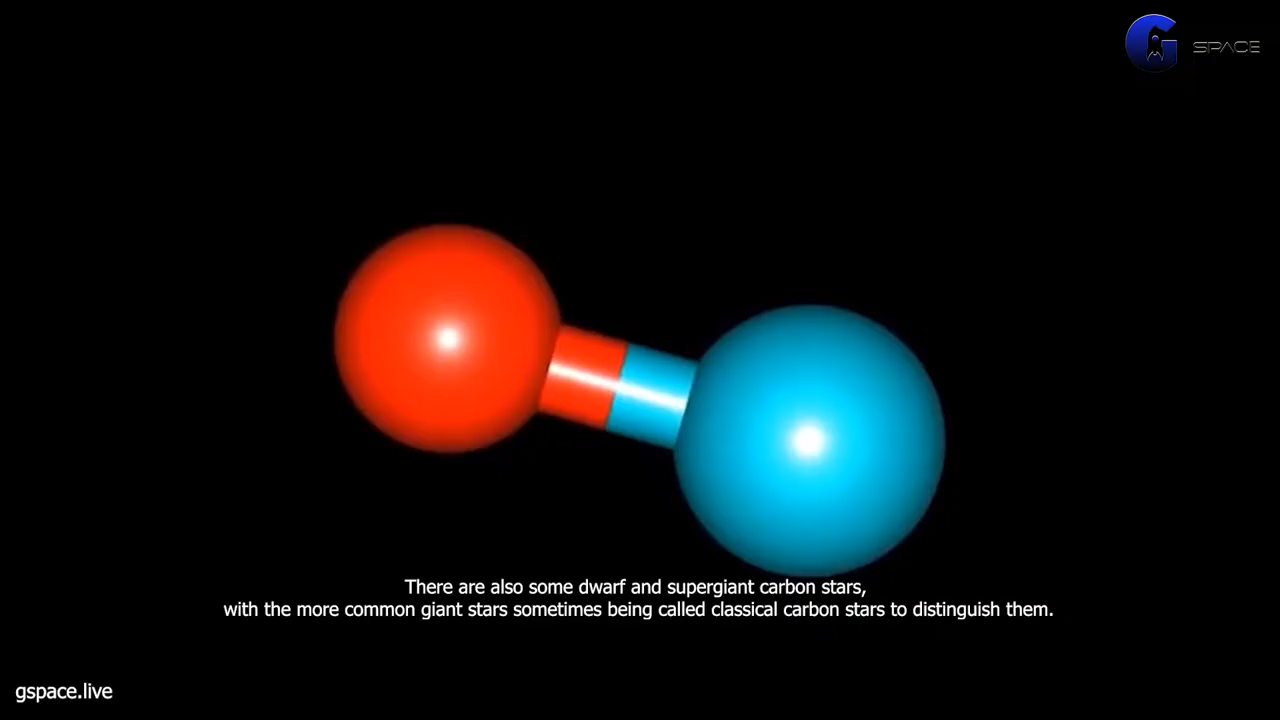 G SPACE
There are also some dwarf and supergiant carbon stars,
with the more common giant stars sometimes being called classical carbon stars to distinguish them.
gspace.live